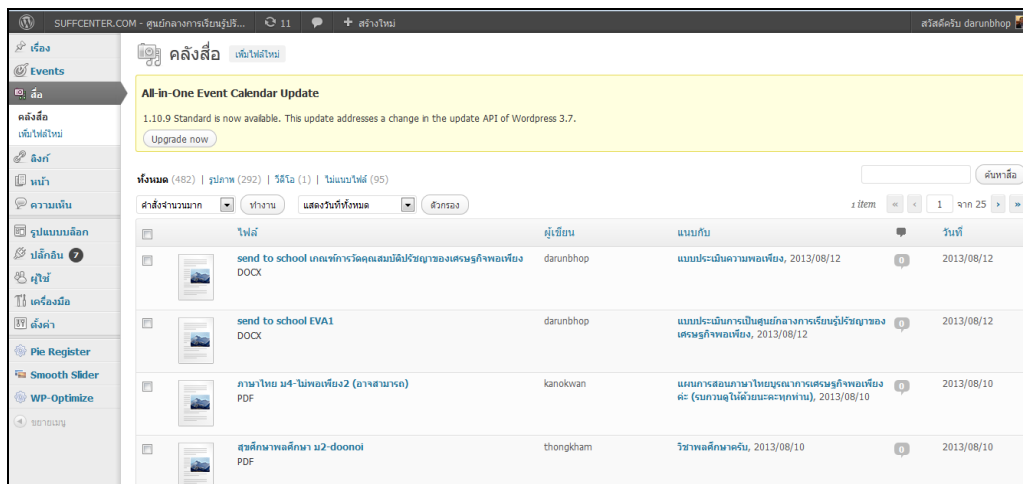 SUFFCENTER.COM - ศูนย์กลางการเรียนรู้ปรั... 11 + สร้างใหม่ สวัสดีครับ darunbhop
เรื่อง
Events
สื่อ
คลังสื่อ
เพิ่มไฟล์ใหม่
ลิงก์
หน้า
ความเห็น
รูปแบบบล็อก
ปลั๊กอิน 7
ผู้ใช้
เครื่องมือ
ตั้งค่า
Pie Register
Smooth Slider
WP-Optimize
ขยายเมนู
คลังสื่อ เพิ่มไฟล์ใหม่
All-in-One Event Calendar Update
1.10.9 Standard is now available. This update addresses a change in the update API of Wordpress 3.7.
Upgrade now
ทั้งหมด (482) | รูปภาพ (292) | วีดีโอ (1) | ไม่แนบไฟล์ (95)
ค้นหาสื่อ
คำสั่งจำนวนมาก ทำงาน แสดงวันที่ทั้งหมด ตัวกรอง 1 item « ‹ 1 จาก 25 › »
ไฟล์ ผู้เขียน แนบกับ วันที่
send to school เกณฑ์การวัดคุณสมบัติปรัชญาของเศรษฐกิจพอเพียง darunbhop แบบประเมินความพอเพียง, 2013/08/12 0 2013/08/12
DOCX
send to school EVA1 darunbhop แบบประเมินการเป็นศูนย์กลางการเรียนรู้ปรัชญาของ 0 2013/08/12
DOCX เศรษฐกิจพอเพียง, 2013/08/12
ภาษาไทย ม4-ไม่พอเพียง2 (อาจสามารถ) kanokwan แผนการสอนภาษาไทยบูรณาการเศรษฐกิจพอเพียง 0 2013/08/10
PDF ค่ะ (รบกวนดูให้ด้วยนะคะทุกท่าน), 2013/08/10
สุขศึกษาพลศึกษา ม2-doonoi thongkham วิชาพลศึกษาครับ, 2013/08/10 0 2013/08/10
PDF